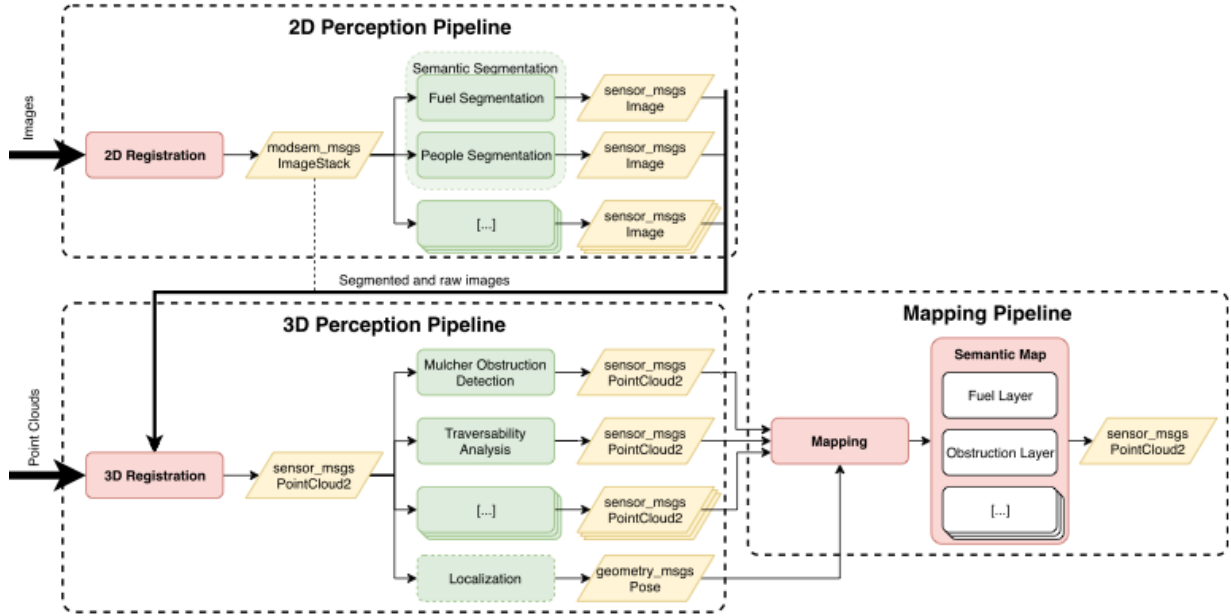 2D Perception Pipeline
Images
2D Registration
modsem_msgs
ImageStack
Semantic Segmentation
Fuel Segmentation
sensor_msgs
Image
People Segmentation
sensor_msgs
Image
[...]
sensor_msgs
Image
Segmented and raw images
3D Perception Pipeline
Point Clouds
3D Registration
sensor_msgs
PointCloud2
Mulcher Obstruction
Detection
sensor_msgs
PointCloud2
Traversability
Analysis
sensor_msgs
PointCloud2
[...]
sensor_msgs
PointCloud2
Localization
geometry_msgs
Pose
Mapping Pipeline
Mapping
Semantic Map
Fuel Layer
Obstruction Layer
[...]
sensor_msgs
PointCloud2